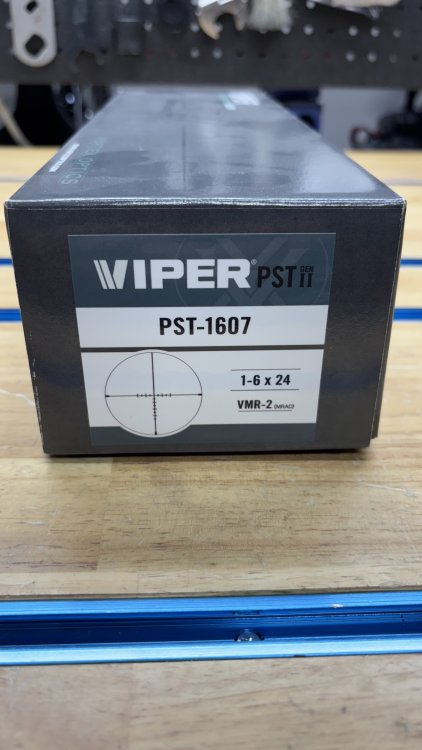 VIPER® PST GEN II
PST-1607
1-6 x 24
VMR-2 (MRAD)